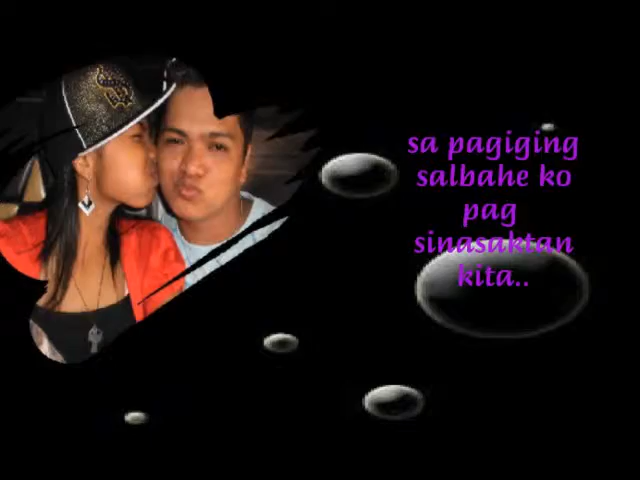 sa pagiging
salbahe ko
pag
sinasaktan
kita..